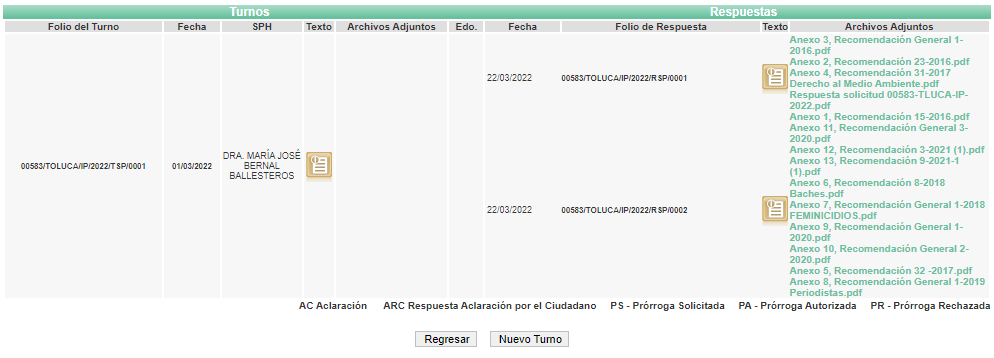 Turnos
Respuestas
Folio del Turno
Fecha
SPH
Texto
Archivos Adjuntos
Edo.
Fecha
Folio de Respuesta
Texto
Archivos Adjuntos
00583/TOLUCA/IP/2022/TSP/0001
01/03/2022
DRA. MARÍA JOSÉ
BERNAL
BALLESTEROS
22/03/2022
00583/TOLUCA/IP/2022/RSP/0001
Anexo 3, Recomendación General 1-
2016.pdf
Anexo 2, Recomendación 23-2016.pdf
Anexo 4, Recomendación 31-2017
Derecho al Medio Ambiente.pdf
Respuesta solicitud 00583-TLUCA-IP-
2022.pdf
Anexo 1, Recomendación 15-2016.pdf
22/03/2022
00583/TOLUCA/IP/2022/RSP/0002
Anexo 11, Recomendación General 3-
2020.pdf
Anexo 12, Recomendación 3-2021 (1).pdf
Anexo 13, Recomendación 9-2021-1
(1).pdf
Anexo 6, Recomendación 8-2018
Baches.pdf
Anexo 7, Recomendación General 1-2018
FEMINICIDIOS.pdf
Anexo 9, Recomendación General 1-
2020.pdf
Anexo 10, Recomendación General 2-
2020.pdf
Anexo 5, Recomendación 32 -2017.pdf
Anexo 8, Recomendación General 1-2019
Periodistas.pdf
AC Aclaración ARC Respuesta Aclaración por el Ciudadano PS - Prórroga Solicitada PA - Prórroga Autorizada PR - Prórroga Rechazada
Regresar
Nuevo Turno